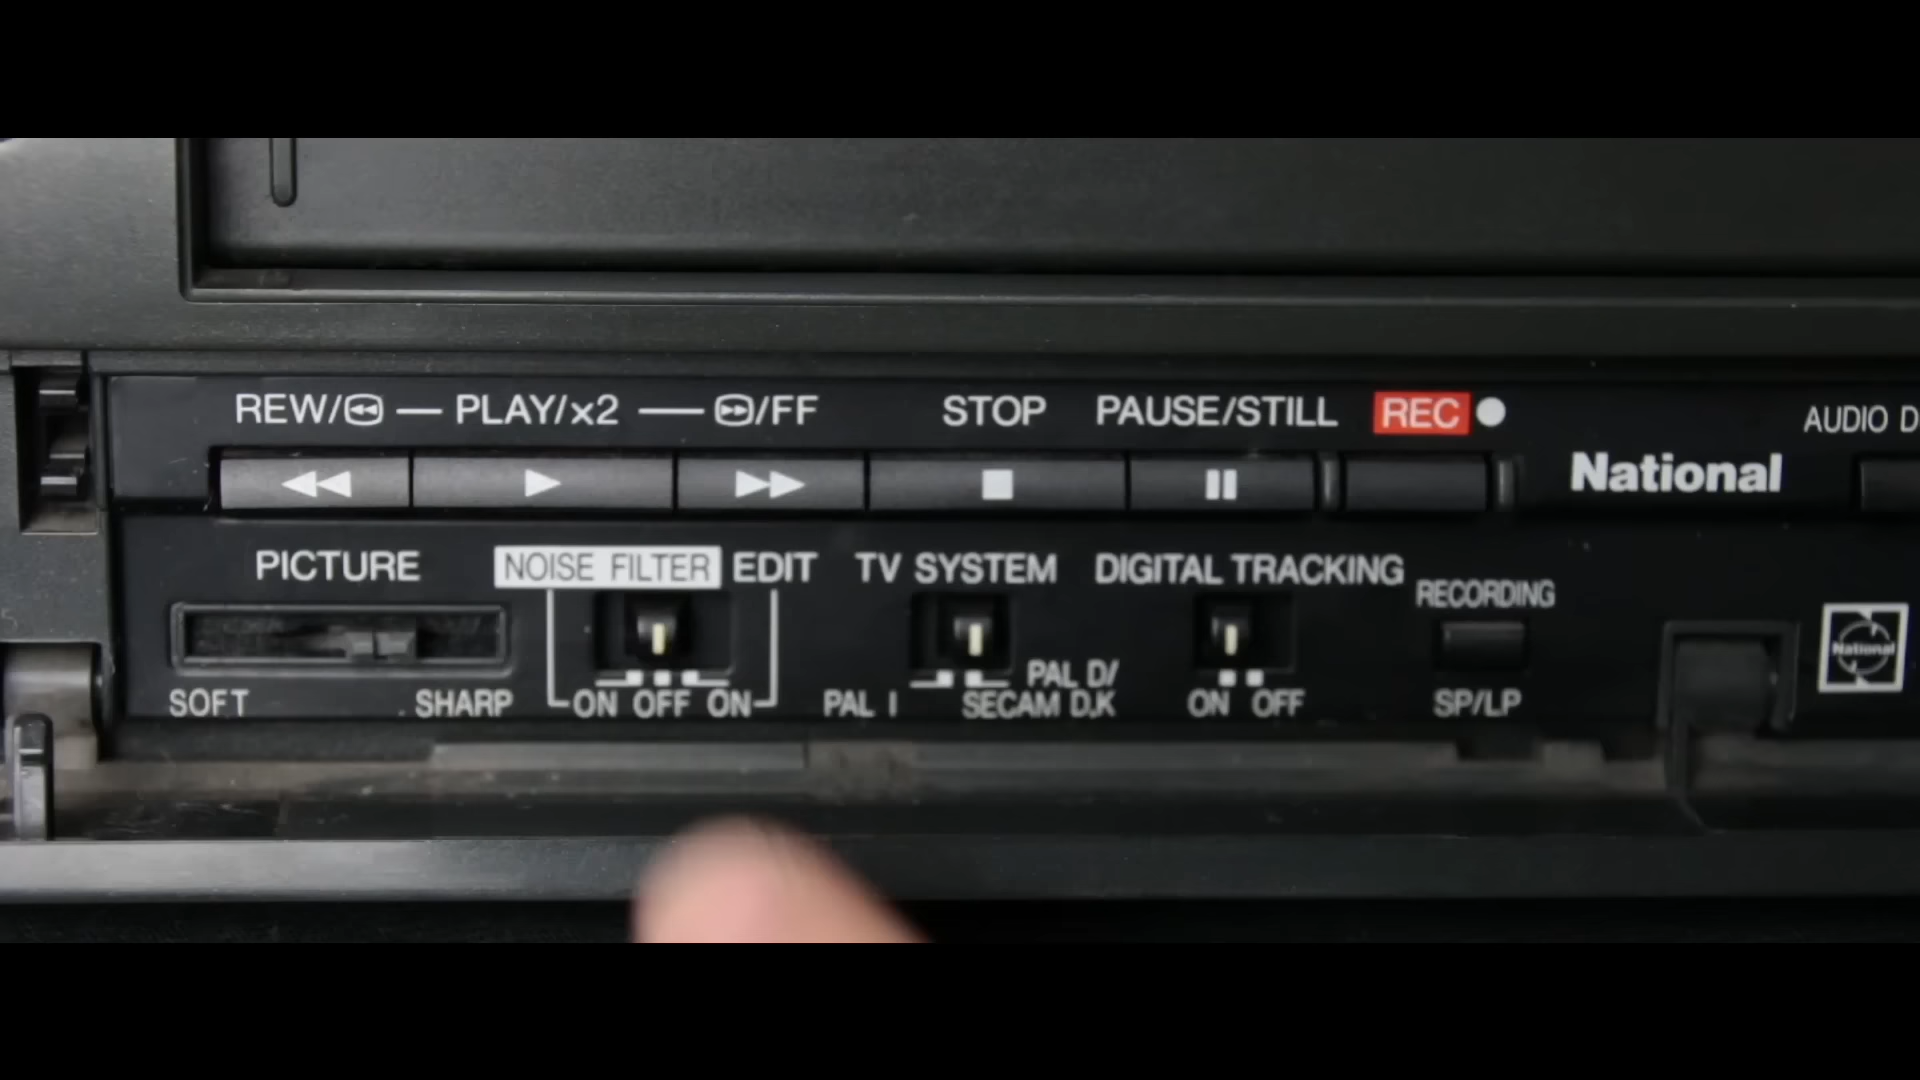 REW/ — PLAY/x2 — /FF STOP PAUSE/STILL REC AUDIO D
National
PICTURE NOISE FILTER EDIT TV SYSTEM DIGITAL TRACKING RECORDING
National
PAL D/
SOFT SHARP ON OFF ON PAL I SECAM D.K ON OFF SP/LP